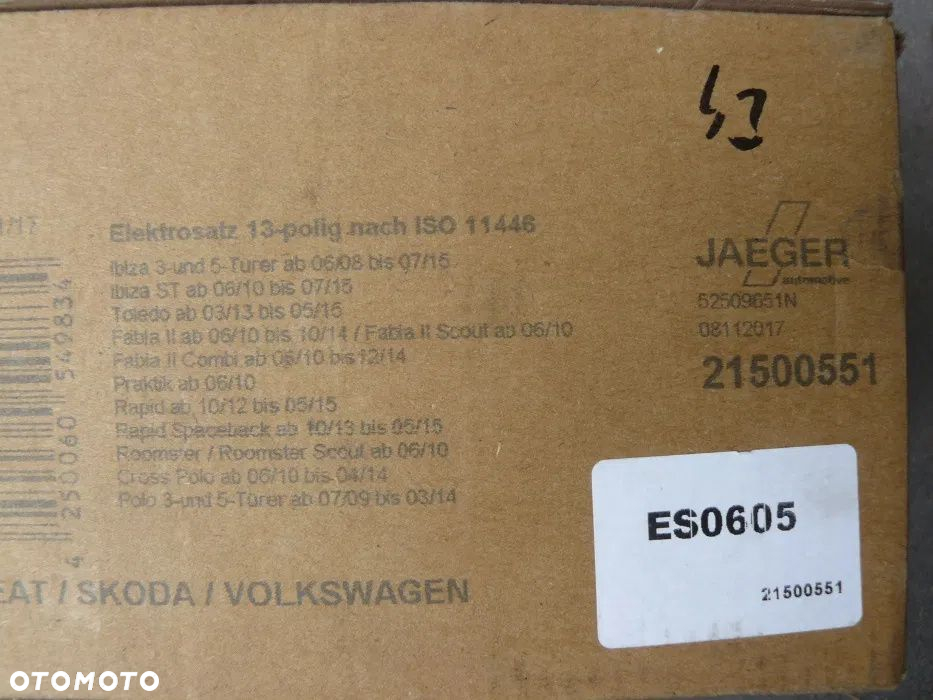 1/17
Elektrosatz 13-polig nach ISO 11446
Ibiza 3-und 5-Türer ab 06/08 bis 07/15
Ibiza ST ab 06/10 bis 07/15
Toledo ab 03/13 bis 05/15
Fabia II ab 06/10 bis 10/14 / Fabia II Scout ab 06/10
Fabia II Combi ab 06/10 bis 12/14
Praktik ab 06/10
Rapid ab 10/12 bis 05/15
Rapid Spaceback ab 10/13 bis 05/15
Roomster / Roomster Scout ab 06/10
Cross Polo ab 06/10 bis 04/14
Polo 3-und 5-Türer ab 07/09 bis 03/14
EAT / SKODA / VOLKSWAGEN
4 250060 549834
JAEGER
automotive
52509651N
08112017
21500551
ES0605
21500551
OTOMOTO